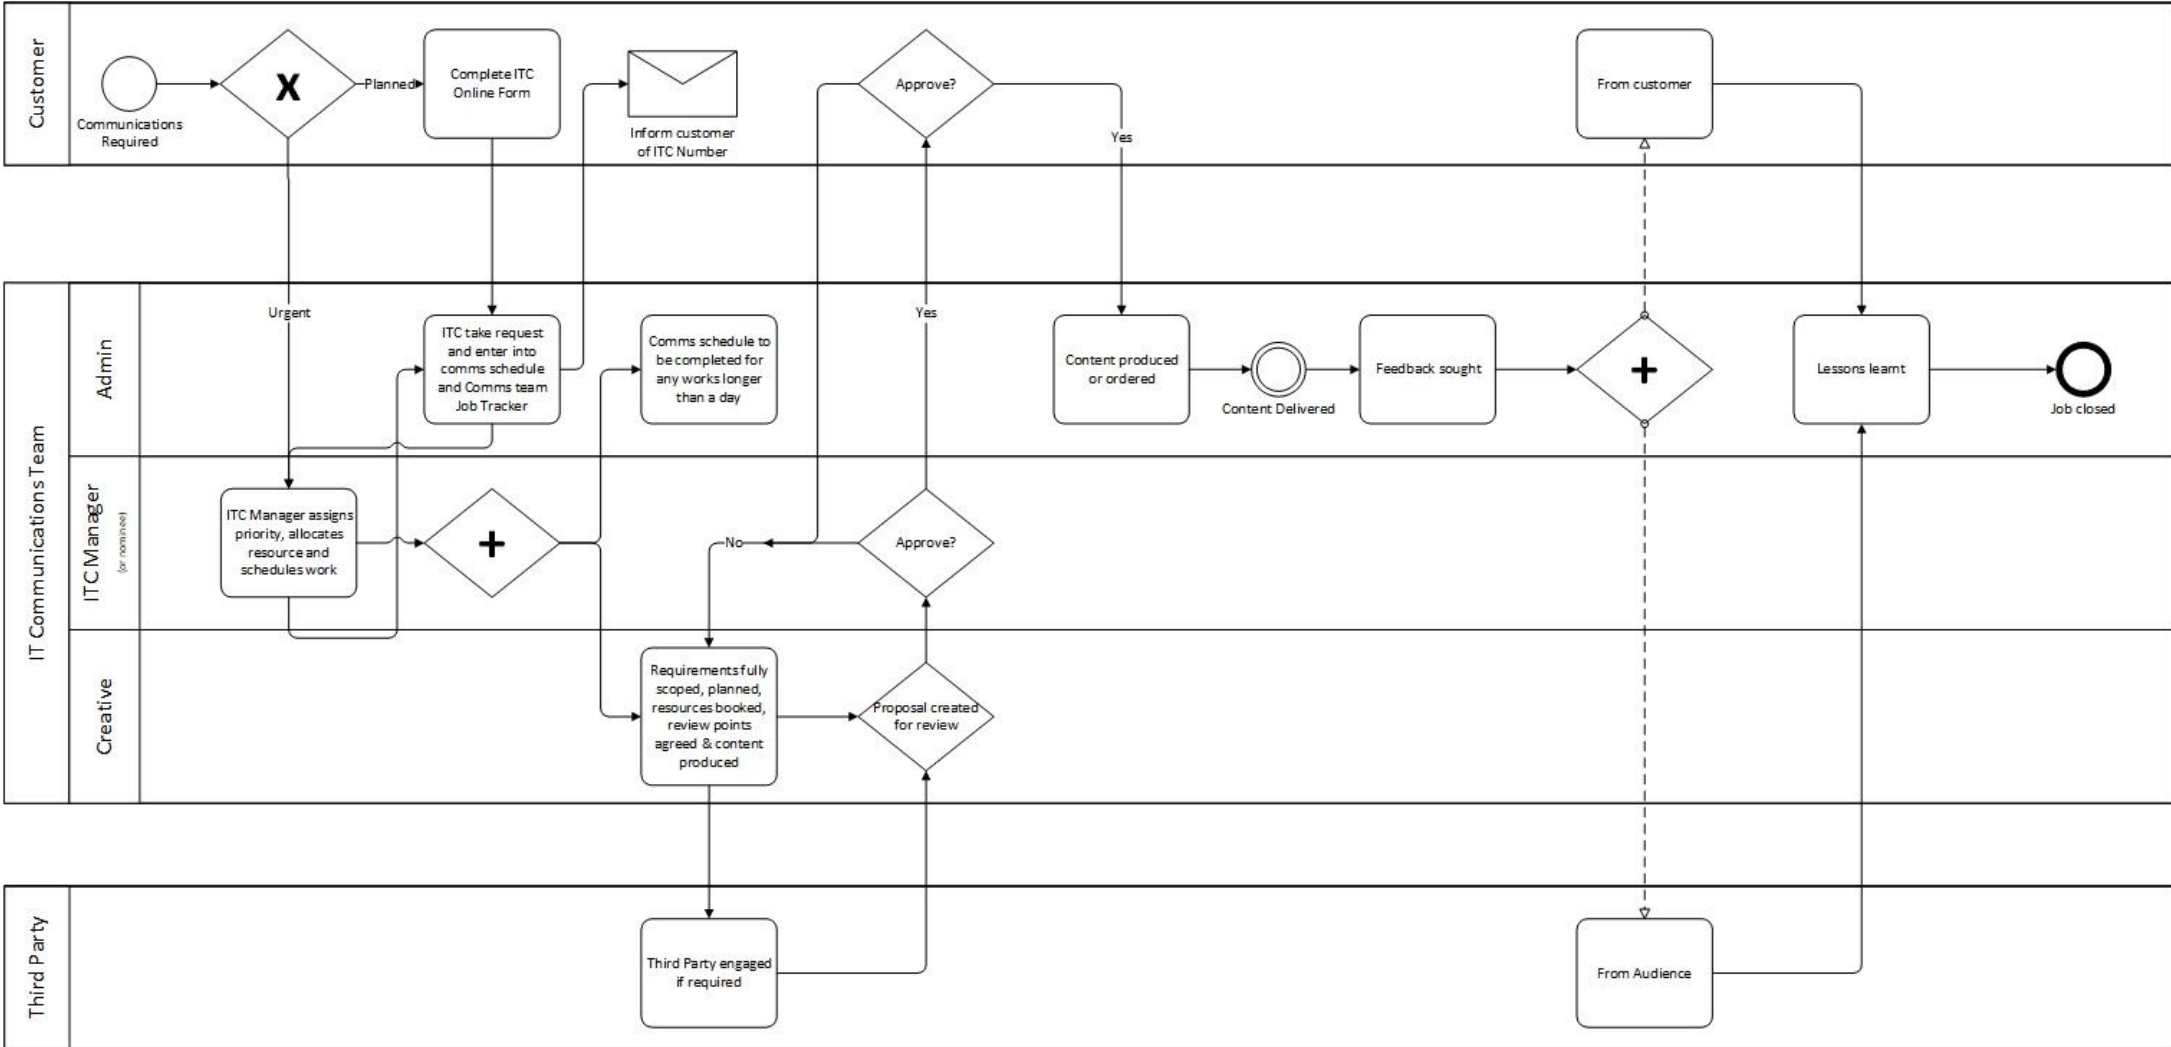 Customer
Communications
Required
X
Planned
Complete ITC
Online Form
Inform customer
of ITC Number
Approve?
Yes
From customer
IT Communications Team
Admin
Urgent
ITC take request
and enter into
comms schedule
and Comms team
Job Tracker
Comms schedule to
be completed for
any works longer
than a day
Yes
Content produced
or ordered
Content Delivered
Feedback sought
Lessons learnt
Job closed
ITC Manager
(or nominee)
ITC Manager assigns
priority, allocates
resource and
schedules work
No
Approve?
Creative
Requirements fully
scoped, planned,
resources booked,
review points
agreed & content
produced
Proposal created
for review
Third Party
Third Party engaged
if required
From Audience